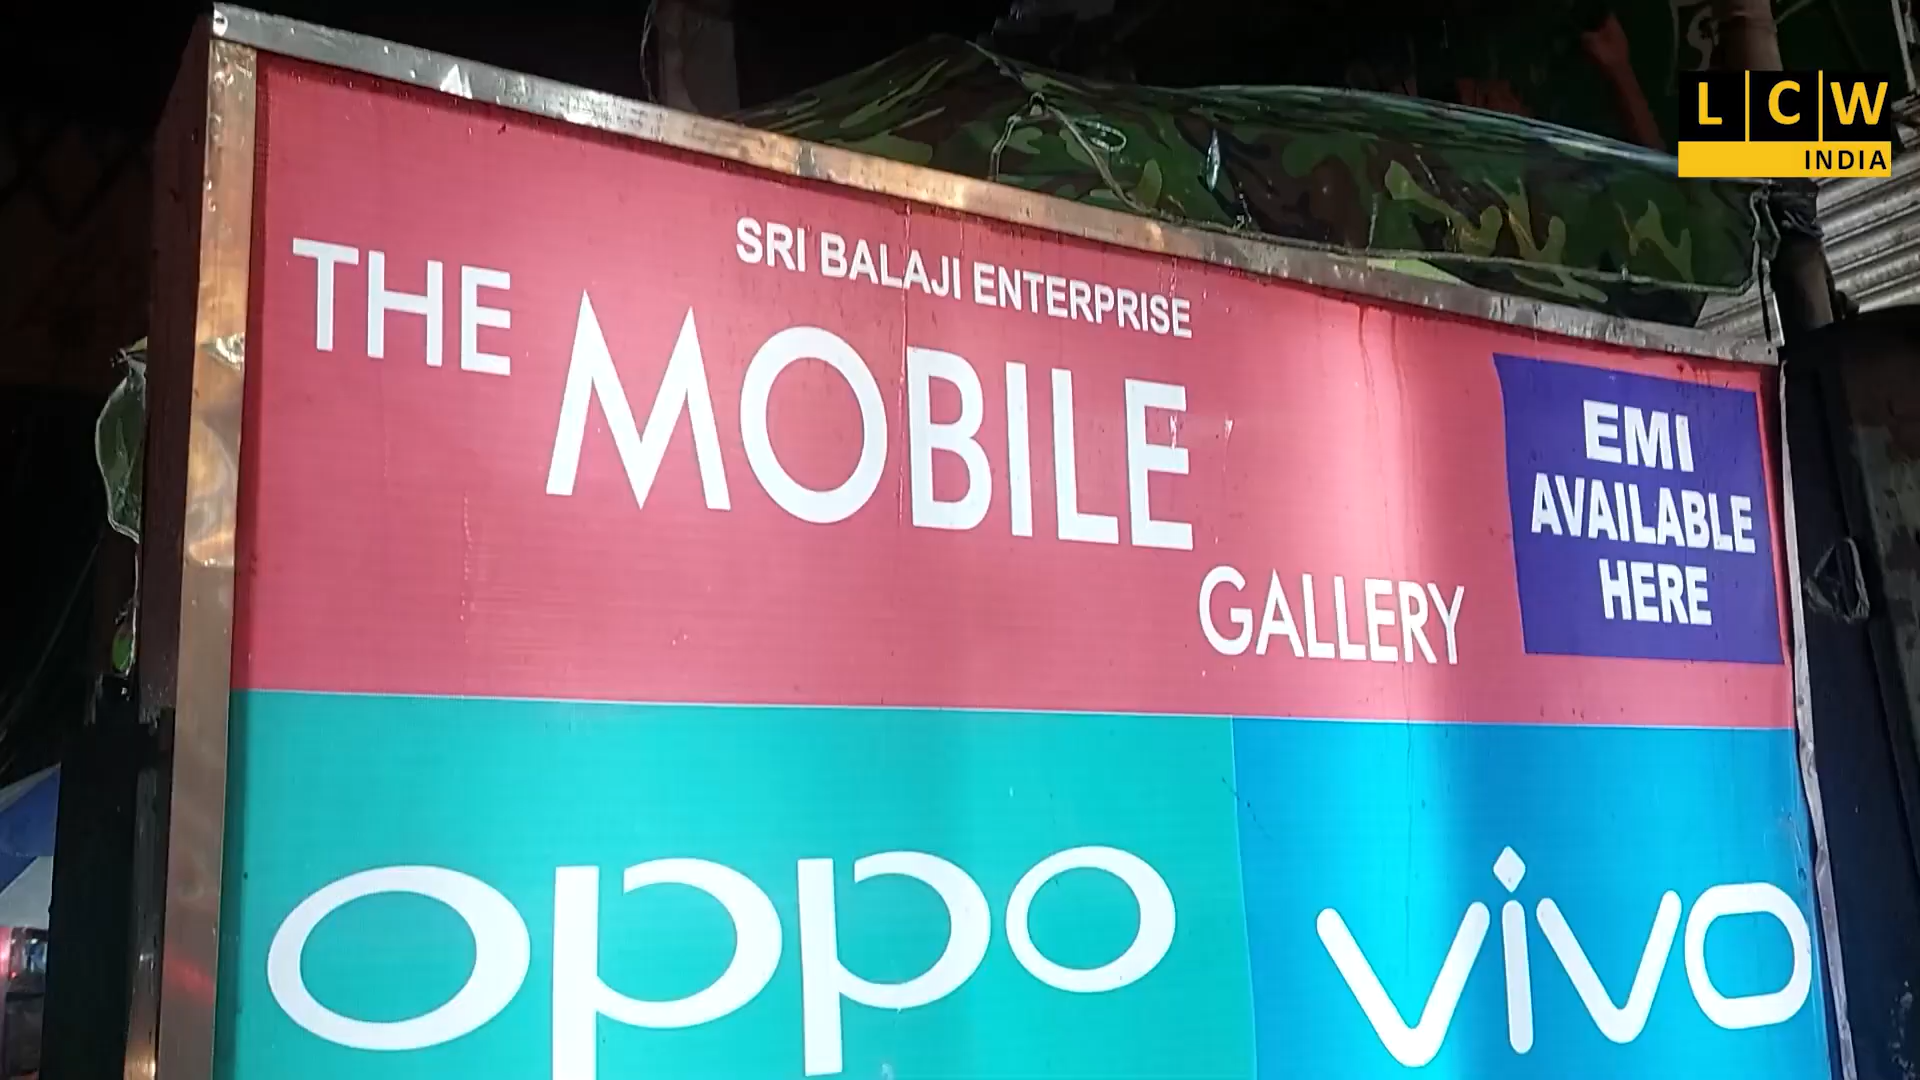 L C W
INDIA
SRI BALAJI ENTERPRISE
THE MOBILE GALLERY
EMI
AVAILABLE
HERE
oppo
vivo